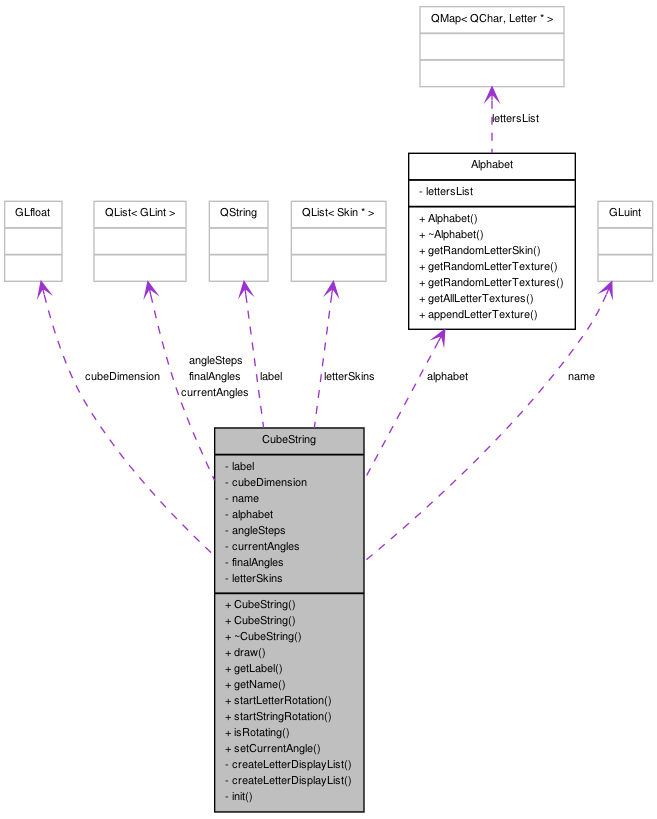 QMap< QChar, Letter * >
lettersList
Alphabet
- lettersList
+ Alphabet()
+ ~Alphabet()
+ getRandomLetterSkin()
+ getRandomLetterTexture()
+ getRandomLetterTextures()
+ getAllLetterTextures()
+ appendLetterTexture()
GLfloat
QList< GLint >
QString
QList< Skin * >
GLuint
cubeDimension
angleSteps
finalAngles
currentAngles
label
letterSkins
alphabet
name
CubeString
- label
- cubeDimension
- name
- alphabet
- angleSteps
- currentAngles
- finalAngles
- letterSkins
+ CubeString()
+ CubeString()
+ ~CubeString()
+ draw()
+ getLabel()
+ getName()
+ startLetterRotation()
+ startStringRotation()
+ isRotating()
+ setCurrentAngle()
- createLetterDisplayList()
- createLetterDisplayList()
- init()